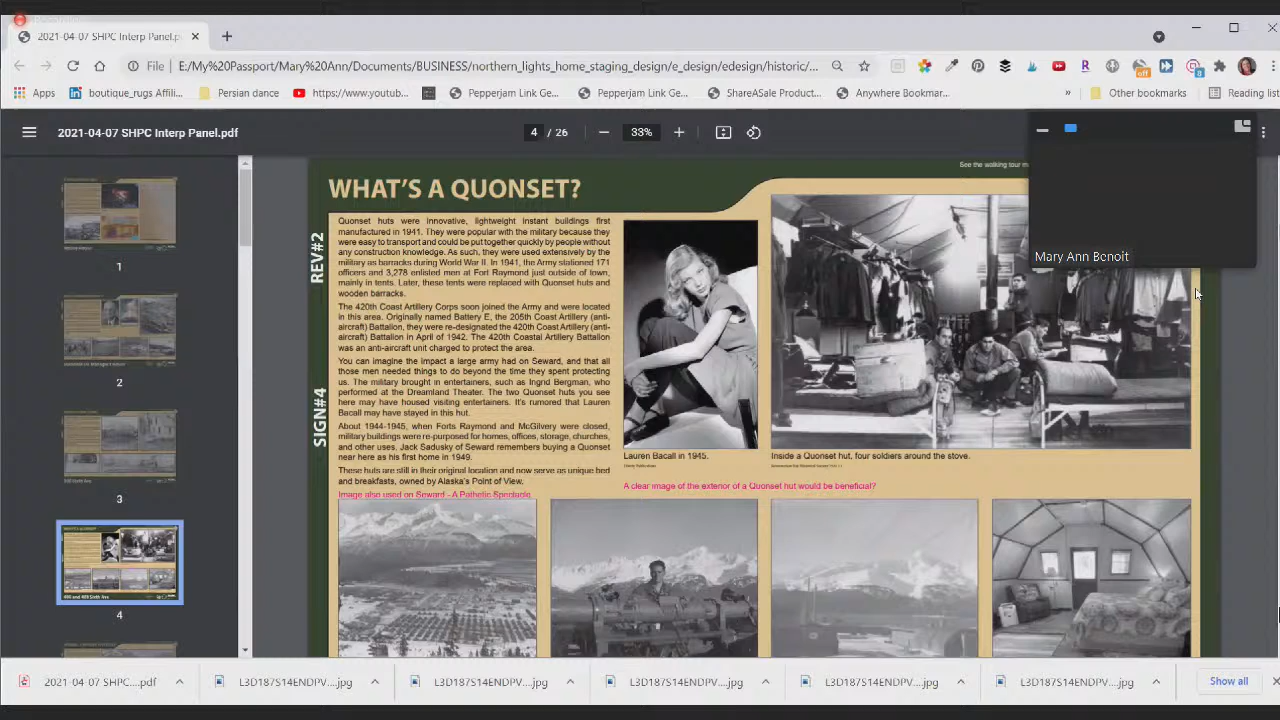 2021-04-07 SHPC Interp Panel.p
File
E:/My%20Passport/Mary%20Ann/Documents/BUSINESS/northern_lights_home_staging_design/e_design/edesign/historic/...
off
8
Apps
boutique_rugs Affili...
Persian dance
https://www.youtub...
Pepperjam Link Ge...
Pepperjam Link Ge...
ShareASale Product...
Anywhere Bookmar...
»
Other bookmarks
Reading list
2021-04-07 SHPC Interp Panel.pdf
4 / 26
33%
Mary Ann Benoit
1
2
3
4
See the walking tour m
WHAT'S A QUONSET?
REV#2
SIGN#4
Quonset huts were innovative, lightweight instant buildings first
manufactured in 1941. They were popular with the military because they
were easy to transport and could be put together quickly by people without
any construction knowledge. As such, they were used extensively by the
military as barracks during World War II. In 1941, the Army stationed 171
officers and 3,278 enlisted men at Fort Raymond just outside of town,
mainly in tents. Later, these tents were replaced with Quonset huts and
wooden barracks.
The 420th Coast Artillery Corps soon joined the Army and were located
in this area. Originally named Battery E, the 205th Coast Artillery (anti-
aircraft) Battalion, they were re-designated the 420th Coast Artillery (anti-
aircraft) Battalion in April of 1942. The 420th Coastal Artillery Battalion
was an anti-aircraft unit charged to protect the area.
You can imagine the impact a large army had on Seward, and that all
those men needed things to do beyond the time they spent protecting
us. The military brought in entertainers, such as Ingrid Bergman, who
performed at the Dreamland Theater. The two Quonset huts you see
here may have housed visiting entertainers. It's rumored that Lauren
Bacall may have stayed in this hut.
About 1944-1945, when Forts Raymond and McGilvery were closed,
military buildings were re-purposed for homes, offices, storage, churches,
and other uses. Jack Sadusky of Seward remembers buying a Quonset
near here as his first home in 1949.
These huts are still in their original location and now serve as unique bed
and breakfasts, owned by Alaska's Point of View.
Image also used on Seward - A Pathetic Spectacle
Lauren Bacall in 1945.
Inside a Quonset hut, four soldiers around the stove.
A clear image of the exterior of a Quonset hut would be beneficial?
2021-04-07 SHPC....pdf
L3D187S14ENDPV....jpg
L3D187S14ENDPV....jpg
L3D187S14ENDPV....jpg
L3D187S14ENDPV....jpg
L3D187S14ENDPV....jpg
Show all